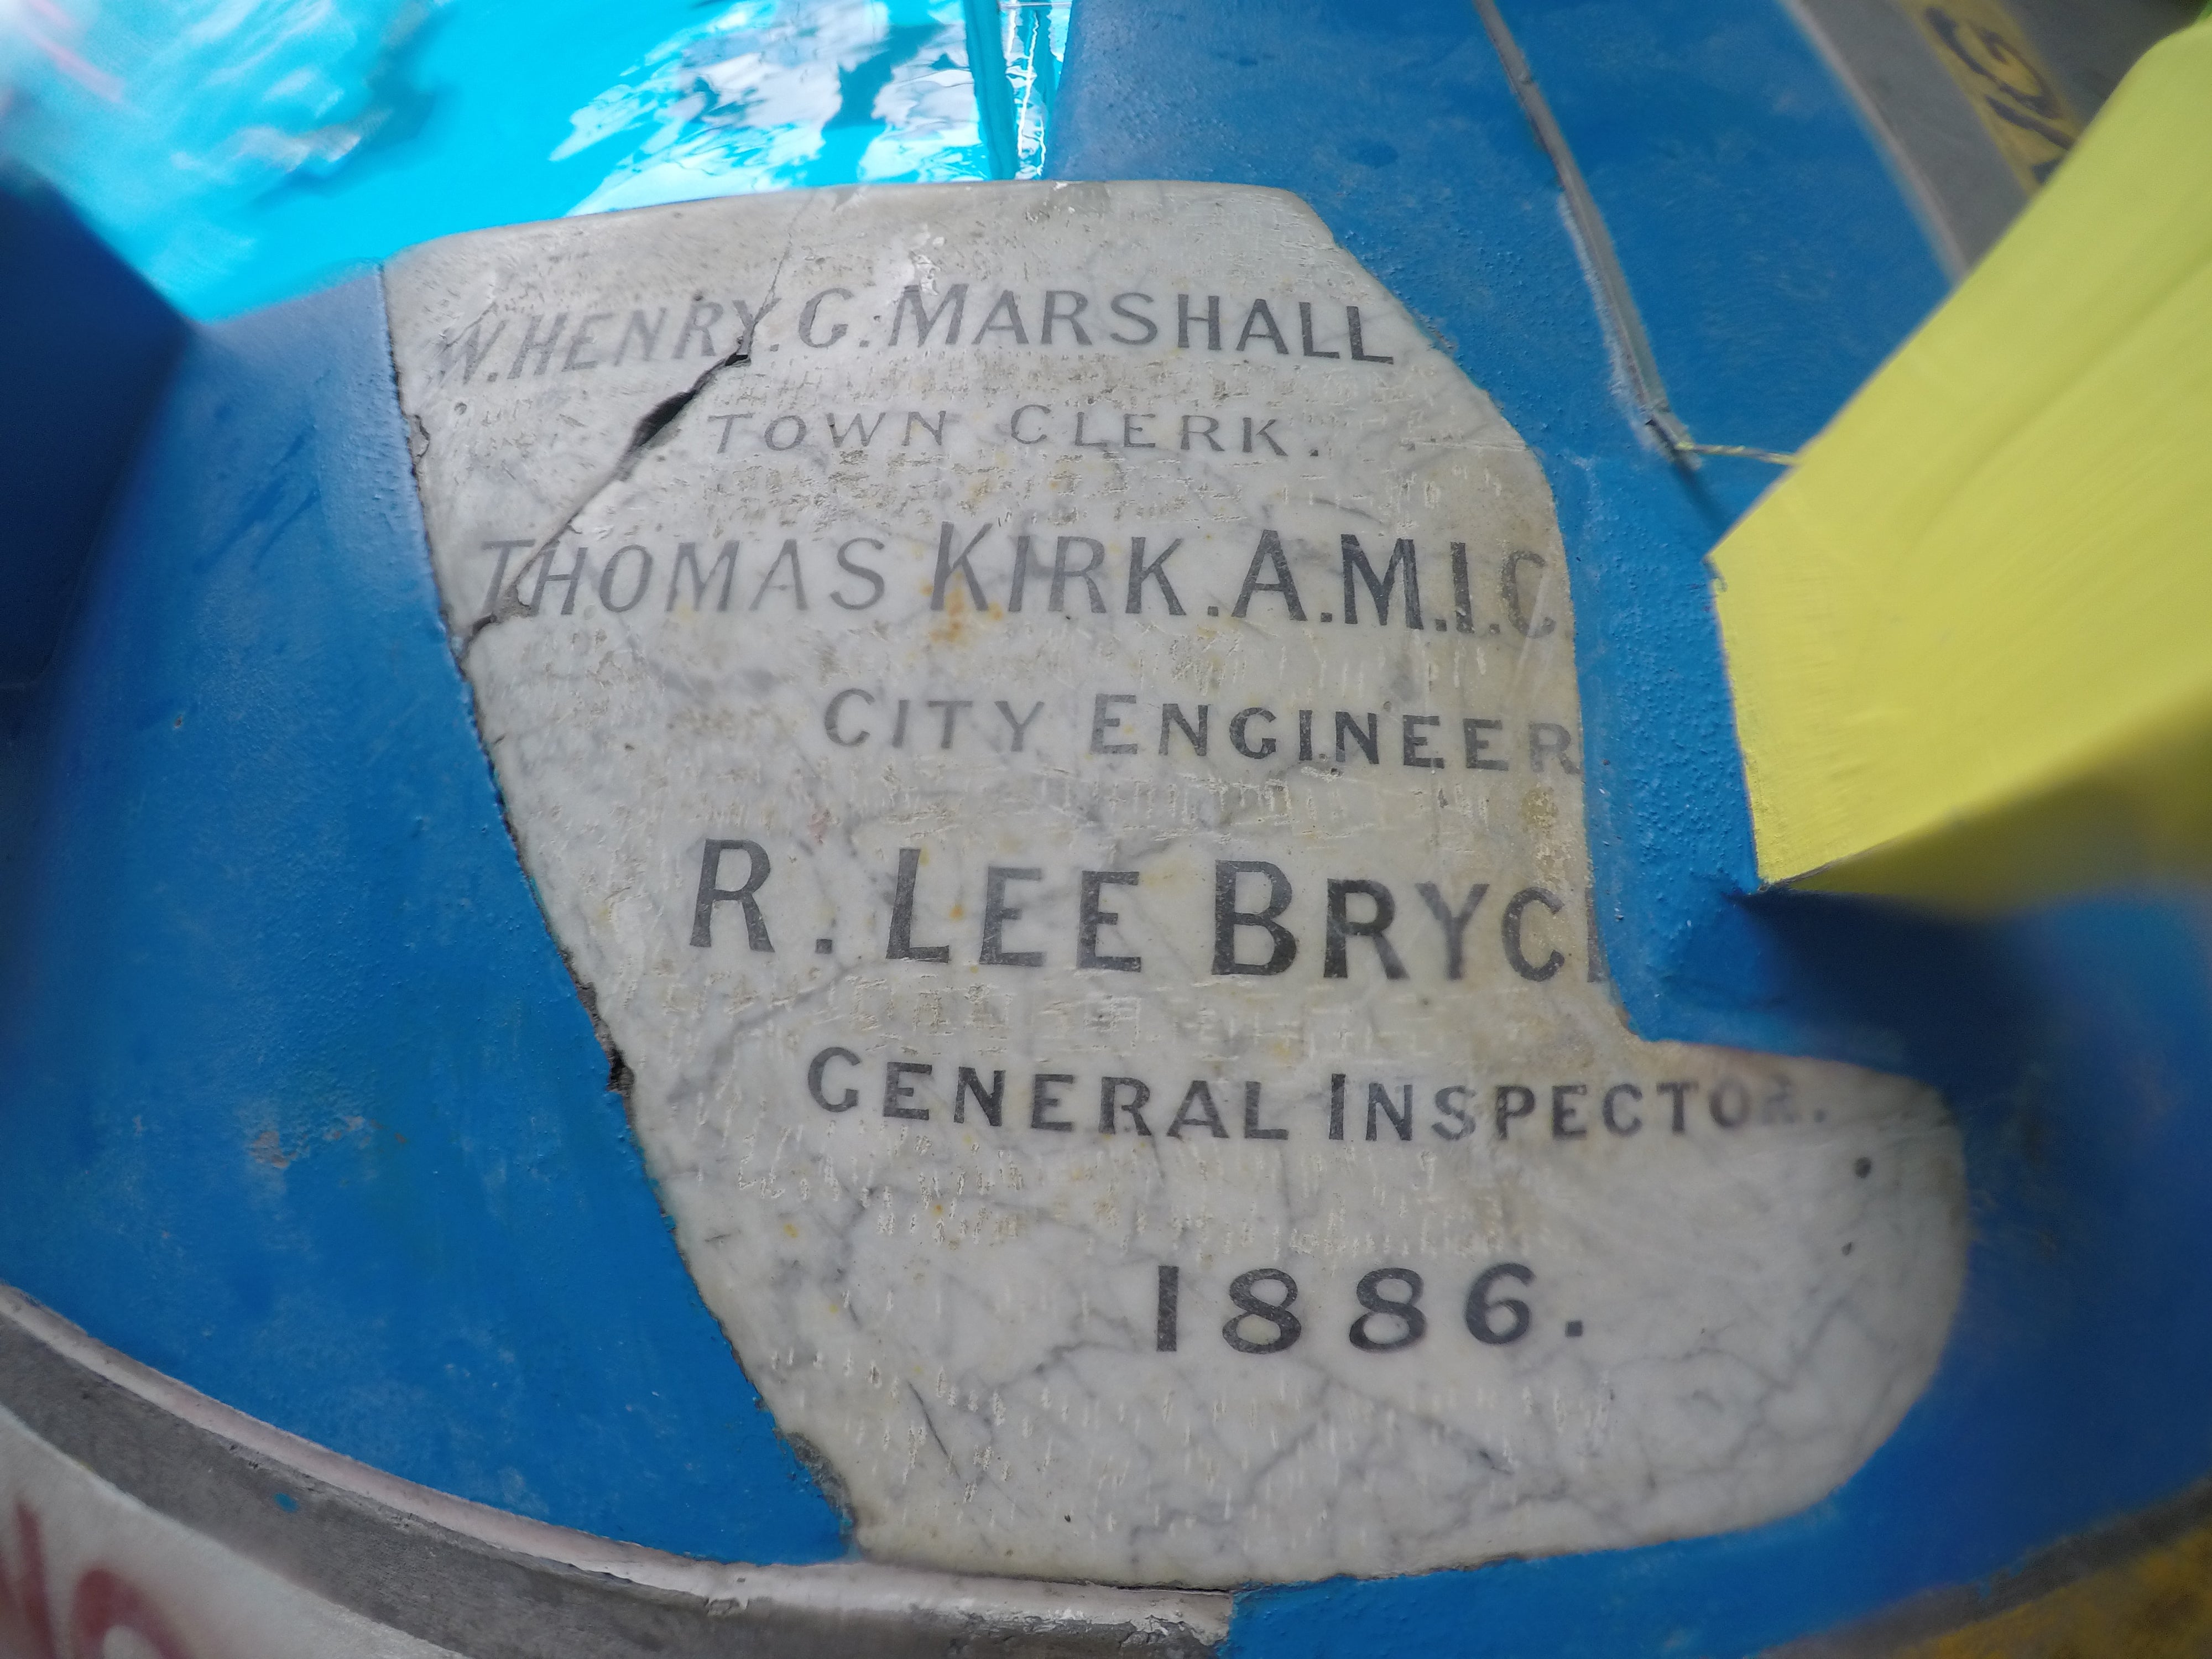 W. HENRY. G. MARSHALL
TOWN CLERK.
THOMAS KIRK. A.M.I.C.
CITY ENGINEER
R. LEE BRYC
GENERAL INSPECTOR.
1886.